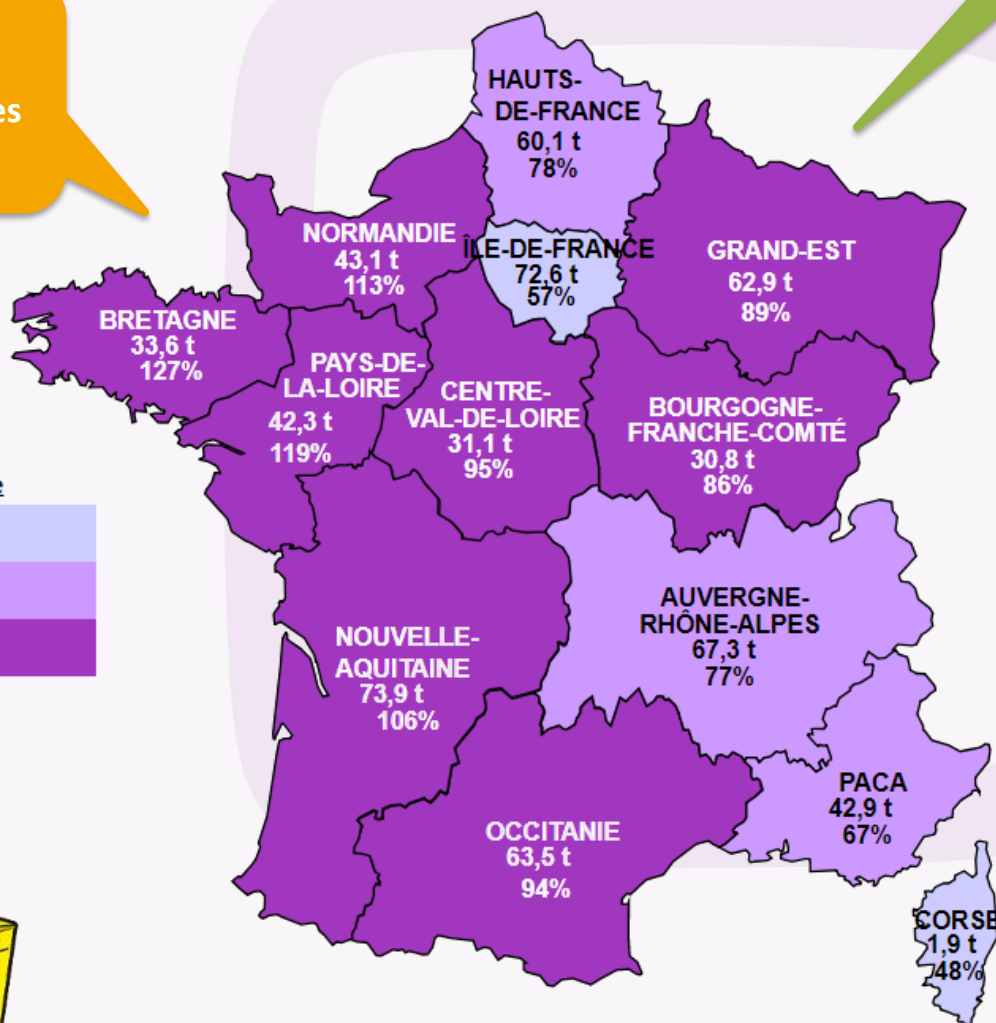 es
HAUTS-
DE-FRANCE
60,1 t
78%
NORMANDIE
43,1 t
113%
ÎLE-DE-FRANCE
72,6 t
57%
GRAND-EST
62,9 t
89%
BRETAGNE
33,6 t
127%
PAYS-DE-
LA-LOIRE
42,3 t
119%
CENTRE-
VAL-DE-LOIRE
31,1 t
95%
BOURGOGNE-
FRANCHE-COMTÉ
30,8 t
86%
e
AUVERGNE-
RHÔNE-ALPES
67,3 t
77%
NOUVELLE-
AQUITAINE
73,9 t
106%
PACA
42,9 t
67%
OCCITANIE
63,5 t
94%
CORSE
1,9 t
48%